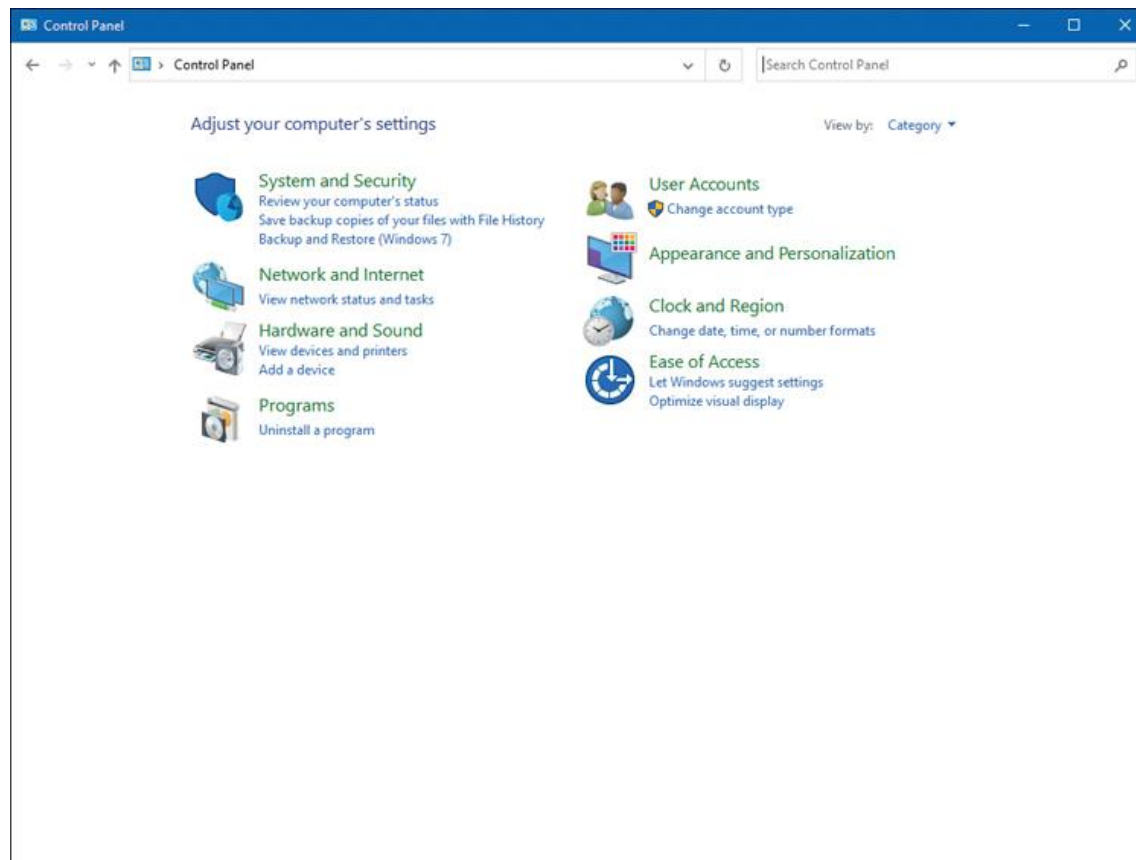 Control Panel
Control Panel
Search Control Panel
Adjust your computer's settings
View by: Category
System and Security
Review your computer's status
Save backup copies of your files with File History
Backup and Restore (Windows 7)
Network and Internet
View network status and tasks
Hardware and Sound
View devices and printers
Add a device
Programs
Uninstall a program
User Accounts
Change account type
Appearance and Personalization
Clock and Region
Change date, time, or number formats
Ease of Access
Let Windows suggest settings
Optimize visual display